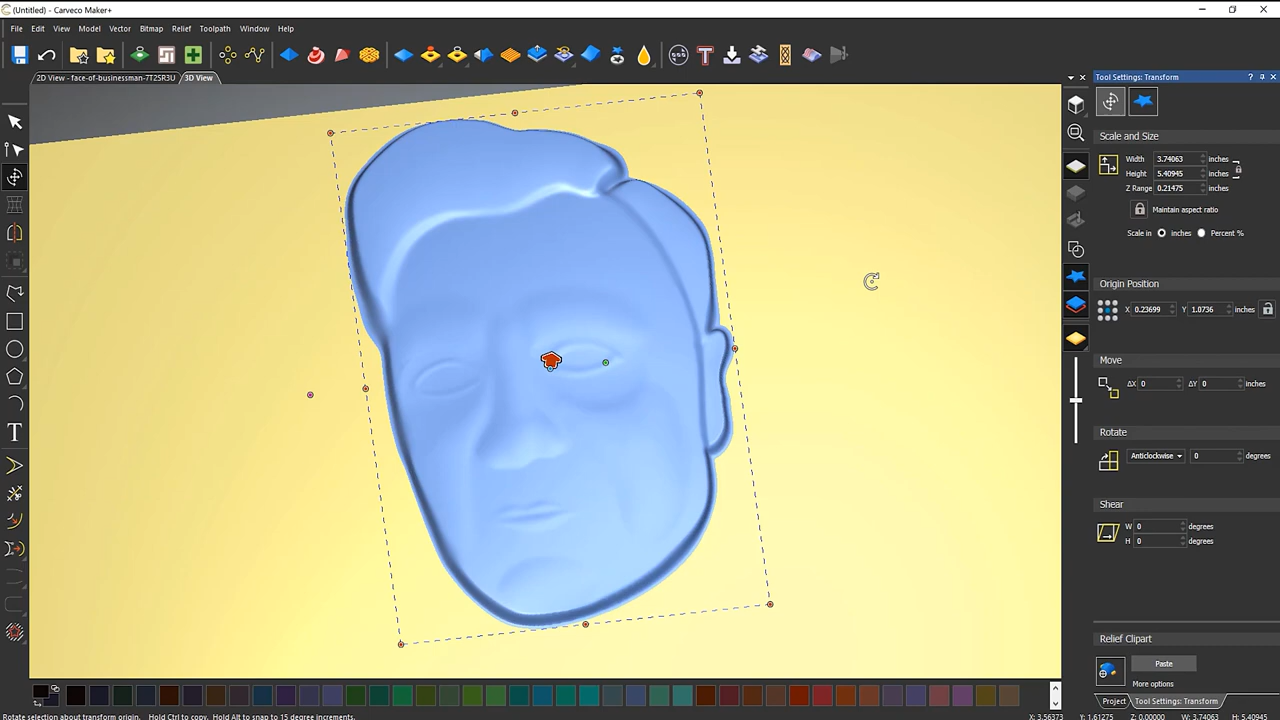 (Untitled) - Carveco Maker+
File Edit View Model Vector Bitmap Relief Toolpath Window Help
2D View - face-of-businessman-7T2SR3U
3D View
Tool Settings: Transform
Scale and Size
Width 3.74063 inches
Height 5.40945 inches
Z Range 0.21475 inches
Maintain aspect ratio
Scale in inches Percent %
Origin Position
X 0.23699 Y 1.0736 inches
Move
ΔX 0 ΔY 0 inches
Rotate
Anticlockwise 0 degrees
Shear
W 0 degrees
H 0 degrees
Relief Clipart
Paste
More options
Project Tool Settings: Transform
Rotate selection about transform origin. Hold Ctrl to copy. Hold Alt to snap to 15 degree increments.
X: 3.56373 Y: 1.61275 Z: 0.00000 W: 3.74063 H: 5.40945